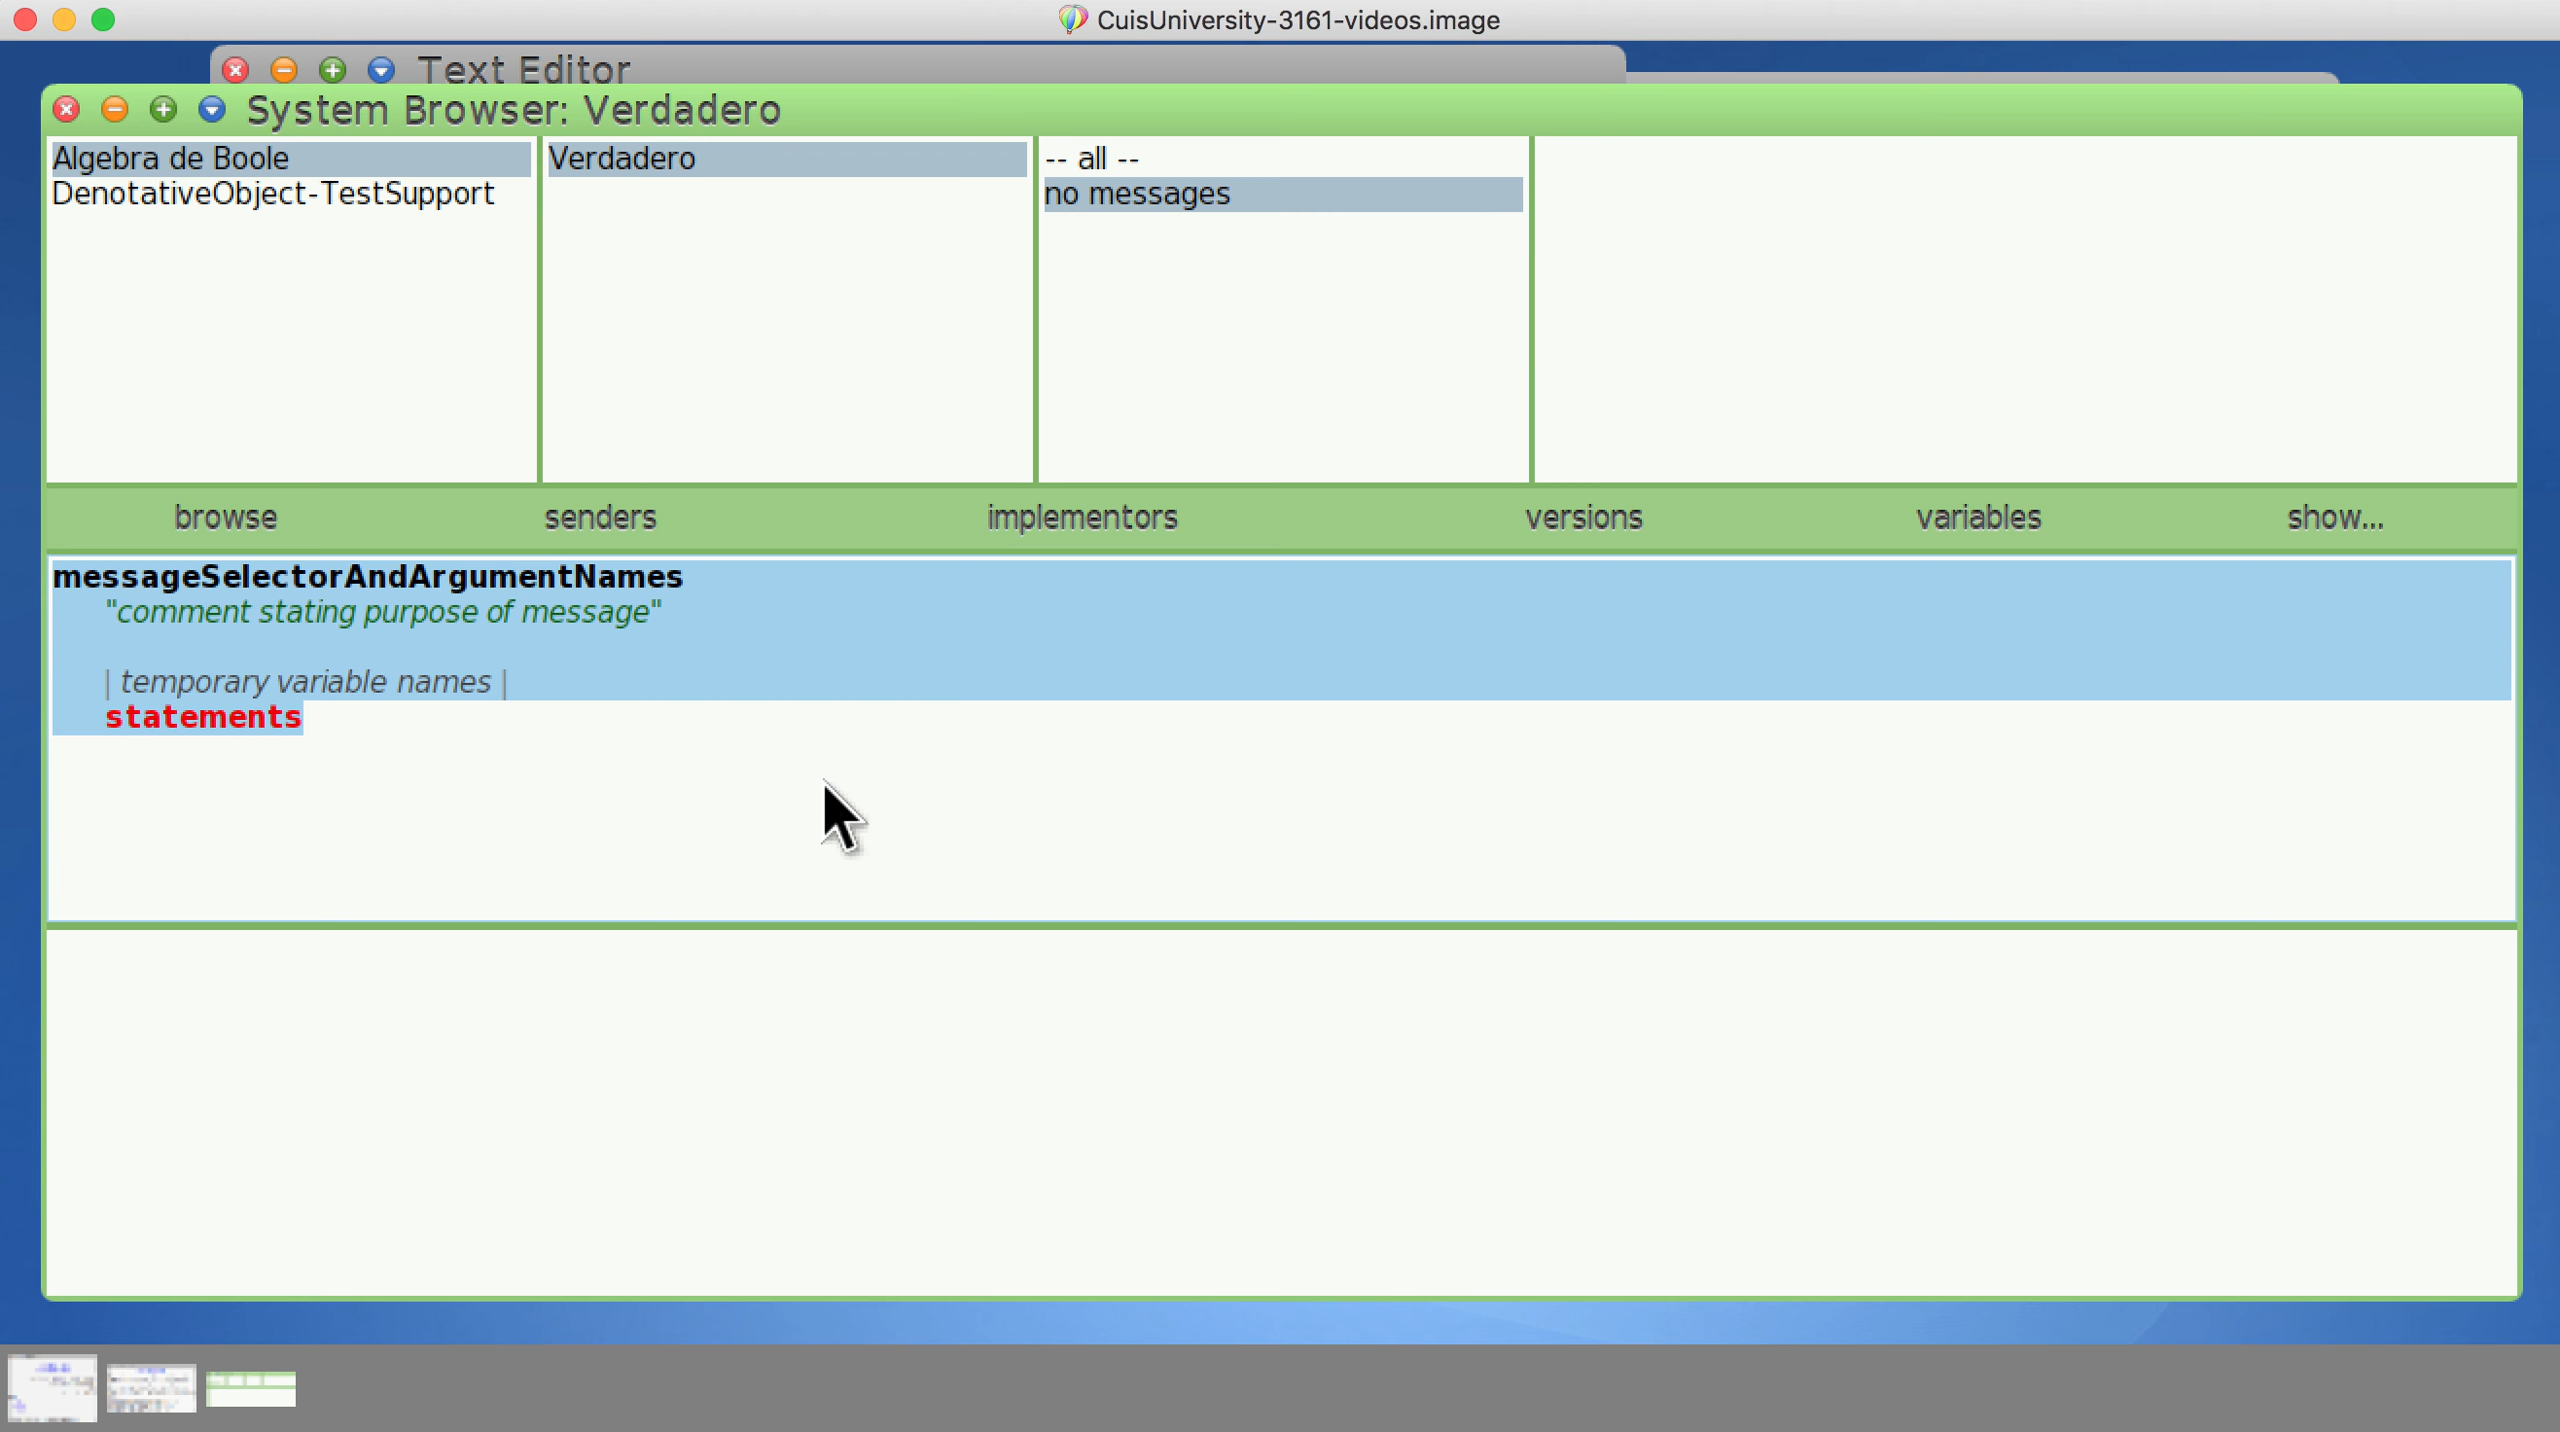 CuisUniversity-3161-videos.image
Text Editor
System Browser: Verdadero
Algebra de Boole
DenotativeObject-TestSupport
Verdadero
-- all --
no messages
browse senders implementors versions variables show...
messageSelectorAndArgumentNames
"comment stating purpose of message"
| temporary variable names |
statements